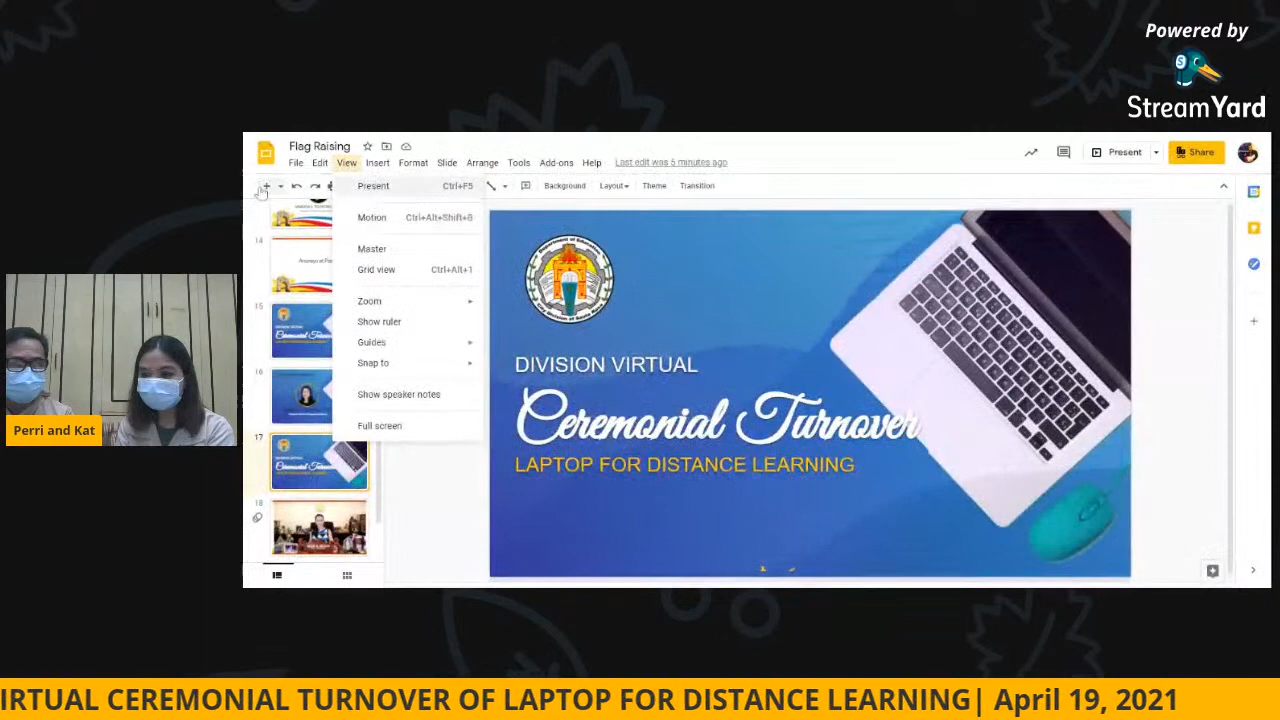 Powered by
StreamYard
Flag Raising
File Edit View Insert Format Slide Arrange Tools Add-ons Help Last edit was 5 minutes ago
Present
Share
Background Layout Theme Transition
Present Ctrl+F5
Motion Ctrl+Alt+Shift+B
Master
Grid view Ctrl+Alt+1
Zoom
Show ruler
Guides
Snap to
Show speaker notes
Full screen
14
15
16
17
18
Department of Education
DIVISION VIRTUAL
Ceremonial Turnover
LAPTOP FOR DISTANCE LEARNING
Perri and Kat
IRTUAL CEREMONIAL TURNOVER OF LAPTOP FOR DISTANCE LEARNING| April 19, 2021